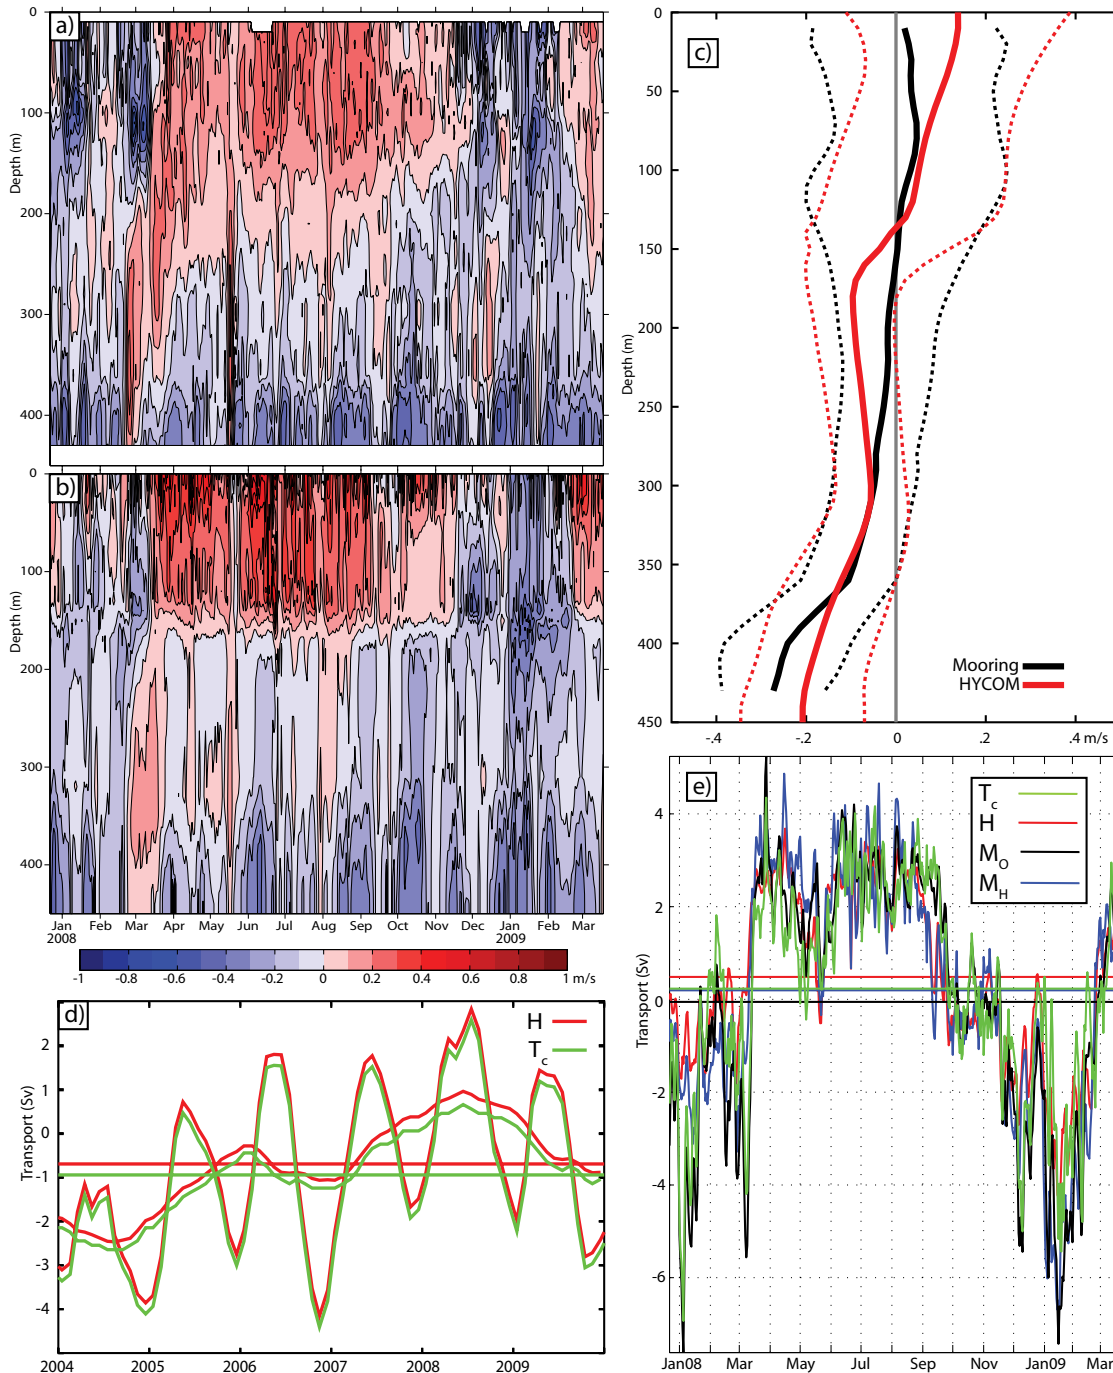 a)
0
100
200
300
400
Depth (m)
b)
0
50
100
150
200
300
400
Depth (m)
Jan Feb Mar Apr May Jun Jul Aug Sep Oct Nov Dec Jan Feb Mar
2008 2009
-1 -0.8 -0.6 -0.4 -0.2 0 0.2 0.4 0.6 0.8 1 m/s
c)
0
50
100
150
200
250
300
350
400
450
Depth (m)
Mooring
HYCOM
-.4 -.2 0 .2 .4 m/s
d)
H
Tc
2
1
0
-1
-2
-3
-4
Transport (Sv)
2004 2005 2006 2007 2008 2009
e)
Tc
H
MO
MH
4
2
0
-2
-4
-6
Transport (Sv)
Jan08 Mar May Jul Sep Nov Jan09 Mar